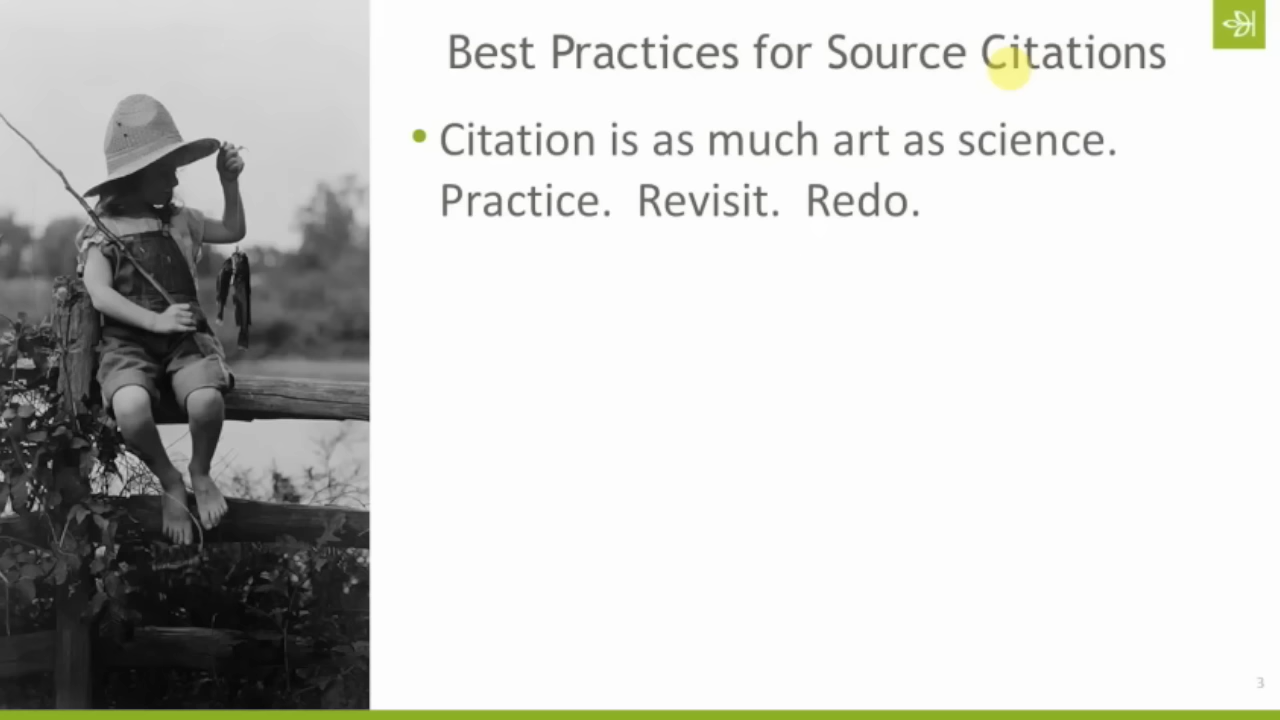 Best Practices for Source Citations
• Citation is as much art as science.
Practice.  Revisit.  Redo.
3